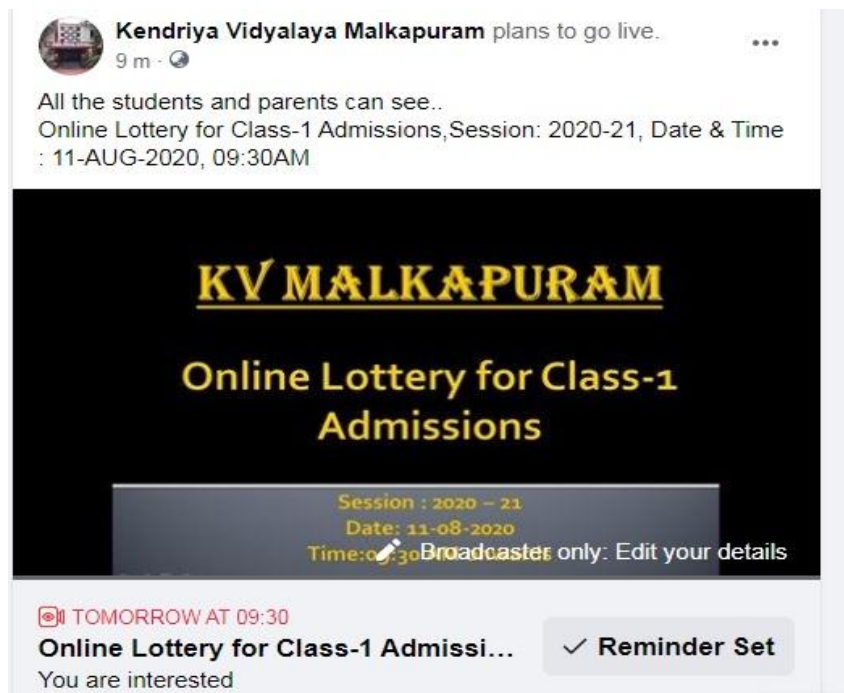 Kendriya Vidyalaya Malkapuram plans to go live.
9 m ·
All the students and parents can see..
Online Lottery for Class-1 Admissions,Session: 2020-21, Date & Time
: 11-AUG-2020, 09:30AM
KV MALKAPURAM
Online Lottery for Class-1
Admissions
Session : 2020 – 21
Date: 11-08-2020
Time:
Broadcaster only: Edit your details
TOMORROW AT 09:30
Online Lottery for Class-1 Admissi...
Reminder Set
You are interested